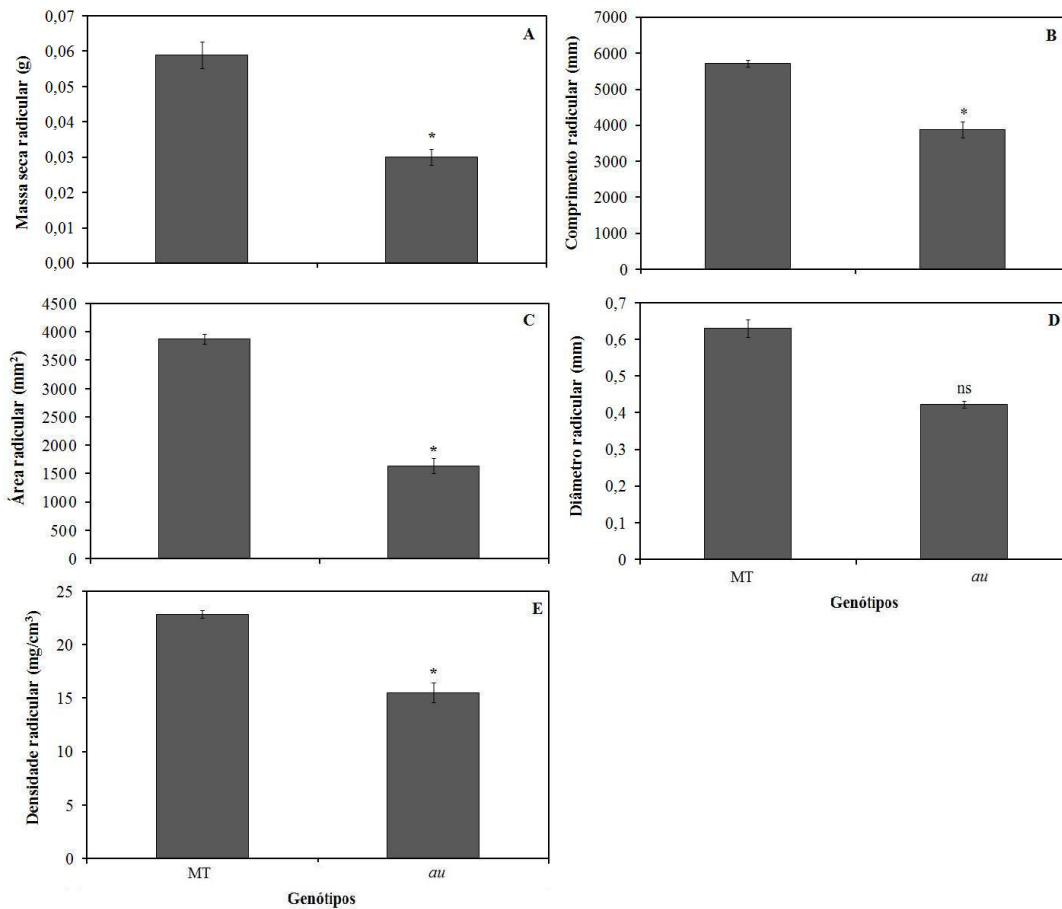 A
Massa seca radicular (g)
0,07
0,06
0,05
0,04
0,03
0,02
0,01
0,00
*
B
Comprimento radicular (mm)
7000
6000
5000
4000
3000
2000
1000
0
*
C
Área radicular (mm²)
4500
4000
3500
3000
2500
2000
1500
1000
500
0
*
D
Diâmetro radicular (mm)
0,7
0,6
0,5
0,4
0,3
0,2
0,1
0
ns
MT au
Genótipos
E
Densidade radicular (mg/cm³)
25
20
15
10
5
0
*
MT au
Genótipos